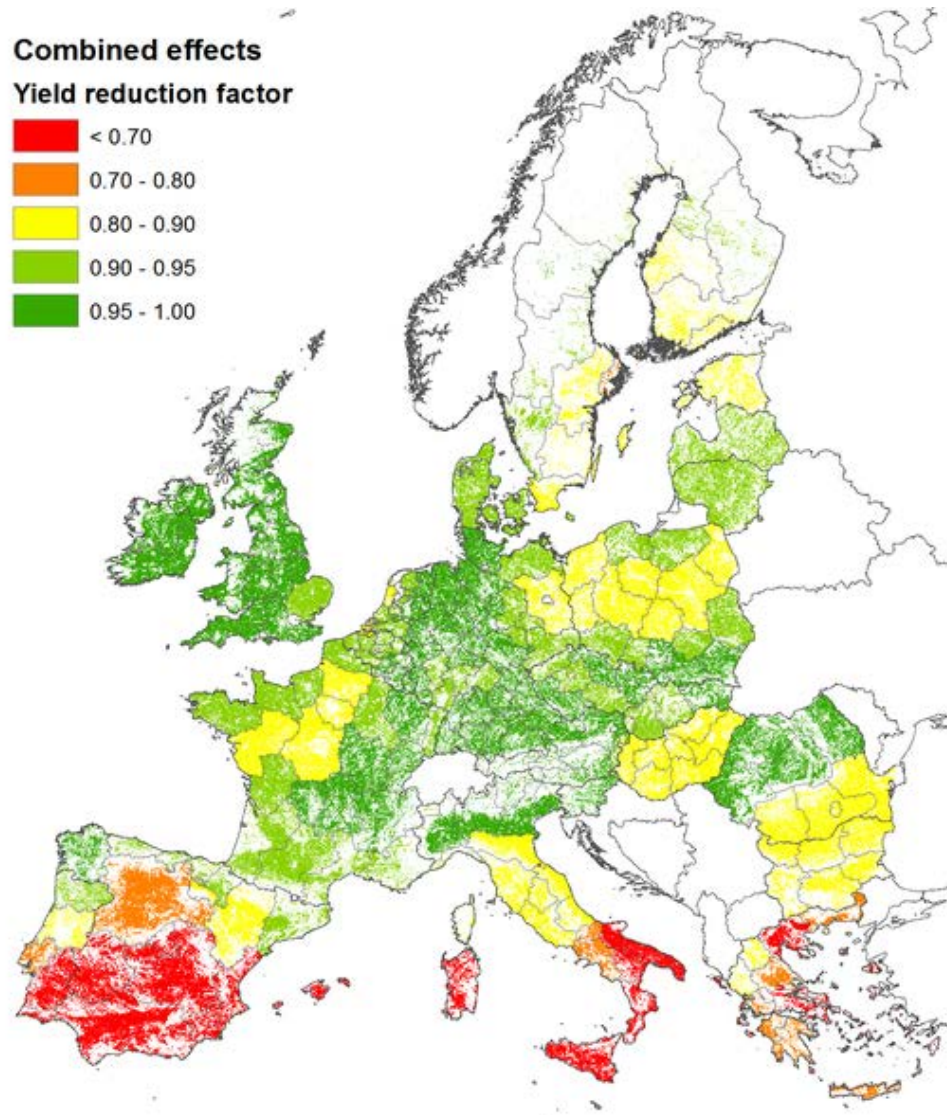 Combined effects
Yield reduction factor
< 0.70
0.70 - 0.80
0.80 - 0.90
0.90 - 0.95
0.95 - 1.00